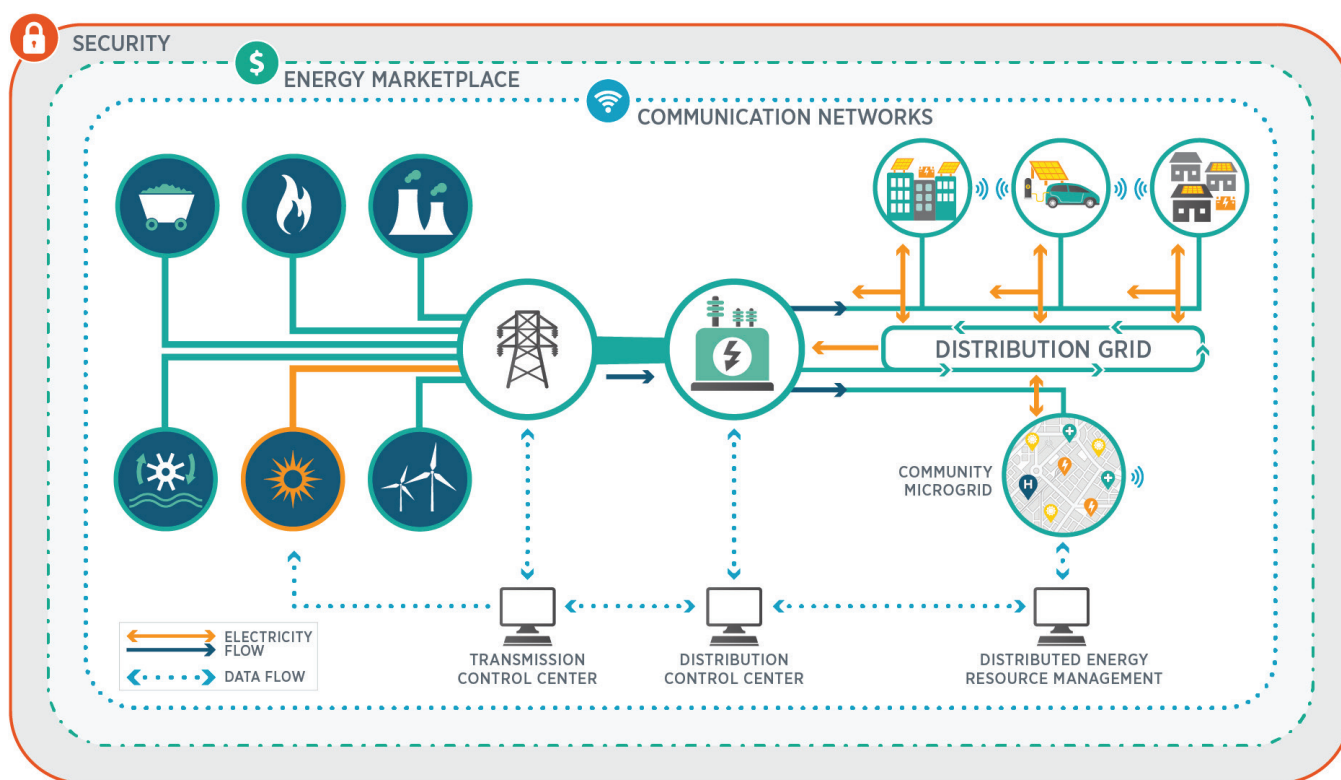 SECURITY
$
ENERGY MARKETPLACE
COMMUNICATION NETWORKS
DISTRIBUTION GRID
COMMUNITY
MICROGRID
H
ELECTRICITY
FLOW
DATA FLOW
TRANSMISSION
CONTROL CENTER
DISTRIBUTION
CONTROL CENTER
DISTRIBUTED ENERGY
RESOURCE MANAGEMENT